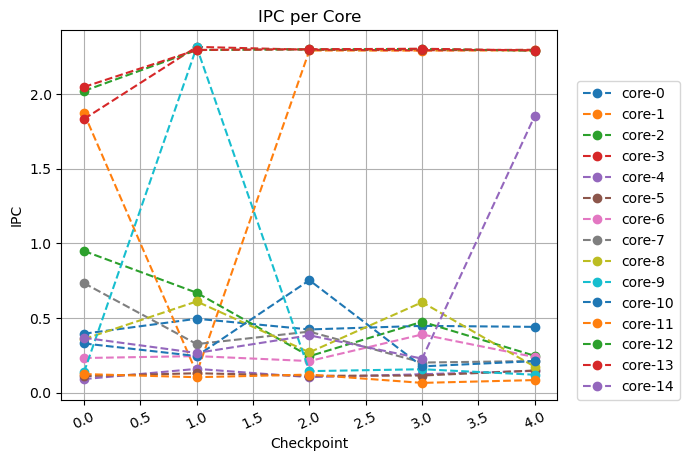 IPC per Core
IPC
2.0
1.5
1.0
0.5
0.0
0.0 0.5 1.0 1.5 2.0 2.5 3.0 3.5 4.0
Checkpoint
core-0
core-1
core-2
core-3
core-4
core-5
core-6
core-7
core-8
core-9
core-10
core-11
core-12
core-13
core-14